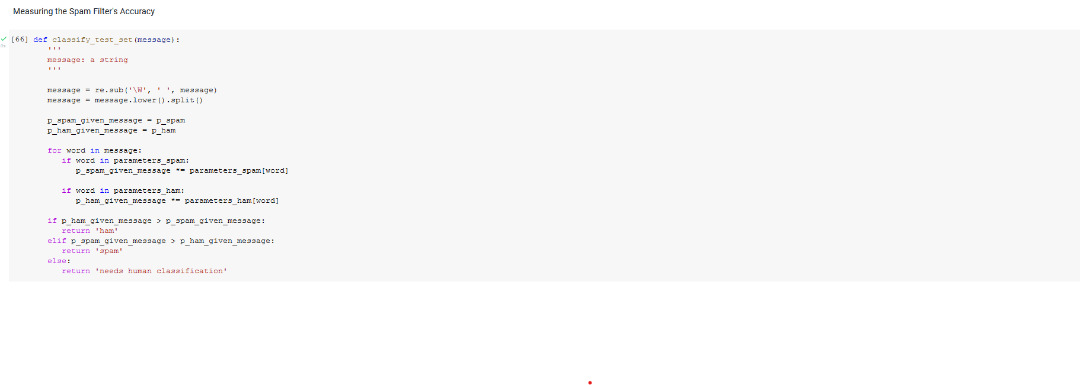 Measuring the Spam Filter's Accuracy
[66] def classify_test_set(message):
'''
message: a string
'''
message = re.sub('\W', ' ', message)
message = message.lower().split()
p_spam_given_message = p_spam
p_ham_given_message = p_ham
for word in message:
if word in parameters_spam:
p_spam_given_message *= parameters_spam[word]
if word in parameters_ham:
p_ham_given_message *= parameters_ham[word]
if p_ham_given_message > p_spam_given_message:
return 'ham'
elif p_spam_given_message > p_ham_given_message:
return 'spam'
else:
return 'needs human classification'